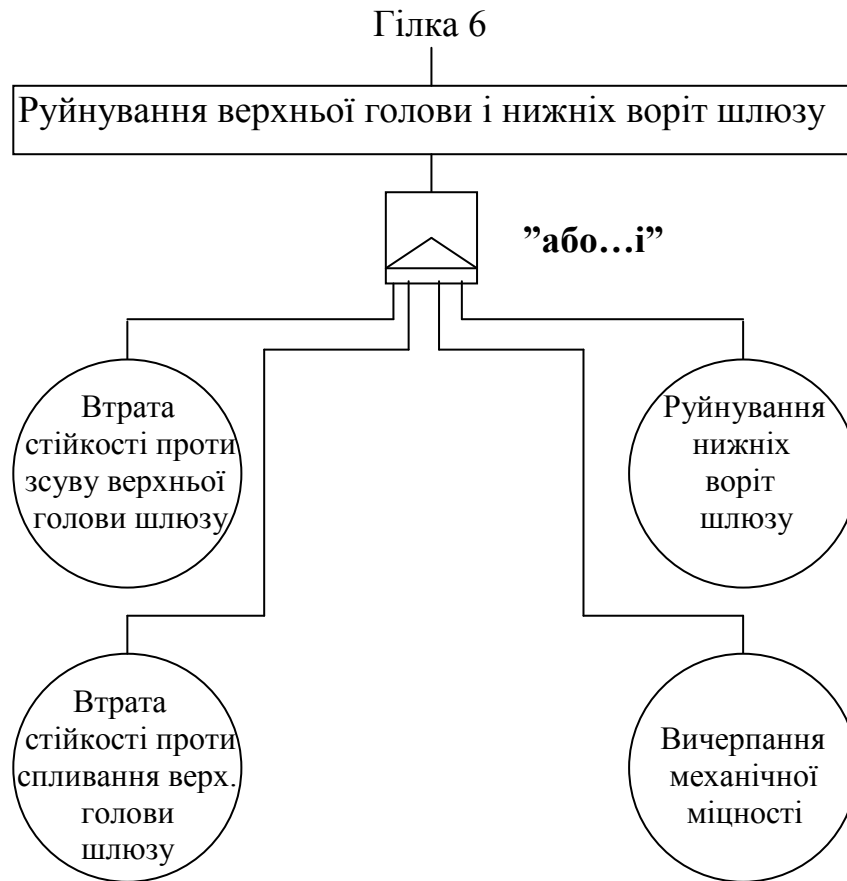 Гілка 6
Руйнування верхньої голови і нижніх воріт шлюзу
”або…і”
Втрата
стійкості проти
зсуву верхньої
голови шлюзу
Руйнування
нижніх
воріт
шлюзу
Втрата
стійкості проти
спливання верх.
голови
шлюзу
Вичерпання
механічної
міцності